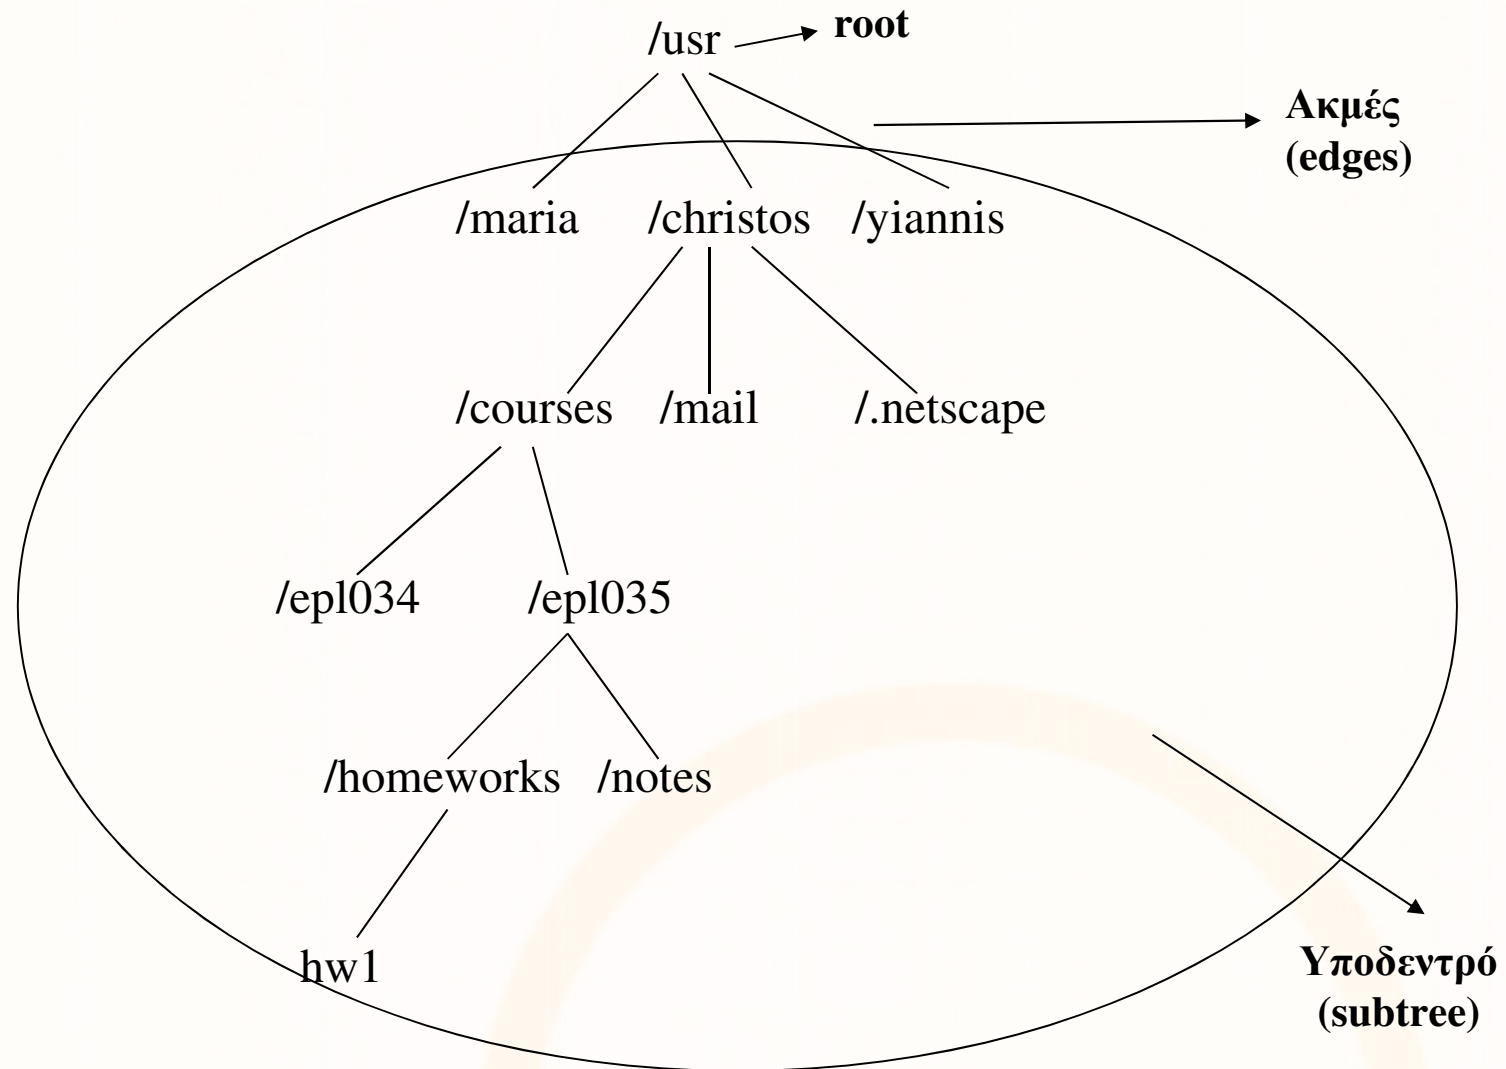 /usr
root
Ακμές
(edges)
/maria /christos /yiannis
/courses /mail /.netscape
/epl034 /epl035
/homeworks /notes
hw1
Υποδεντρό
(subtree)